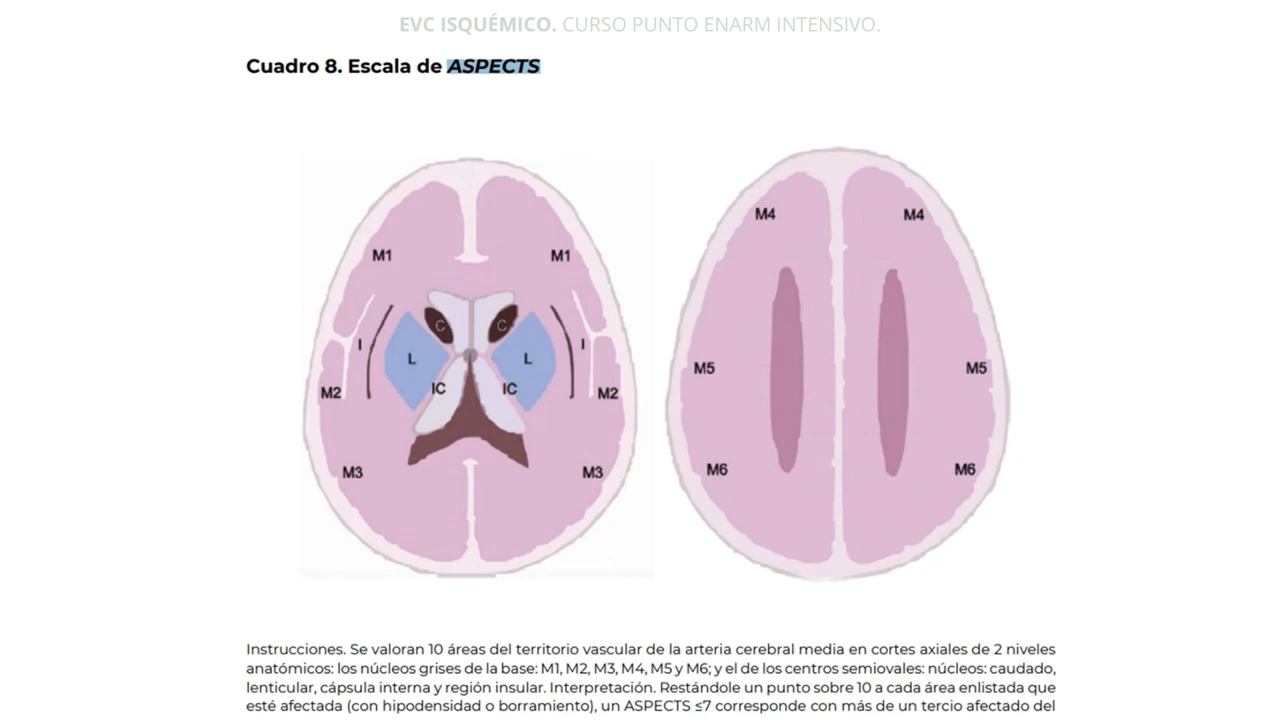 EVC ISQUÉMICO. CURSO PUNTO ENARM INTENSIVO.
Cuadro 8. Escala de ASPECTS
M4 M4
M1 M1
C C
I L L I
M5 M5
M2 IC IC M2
M3 M3
M6 M6
Instrucciones. Se valoran 10 áreas del territorio vascular de la arteria cerebral media en cortes axiales de 2 niveles
anatómicos: los núcleos grises de la base: M1, M2, M3, M4, M5 y M6; y el de los centros semiovales: núcleos: caudado,
lenticular, cápsula interna y región insular. Interpretación. Restándole un punto sobre 10 a cada área enlistada que
esté afectada (con hipodensidad o borramiento), un ASPECTS ≤7 corresponde con más de un tercio afectado del